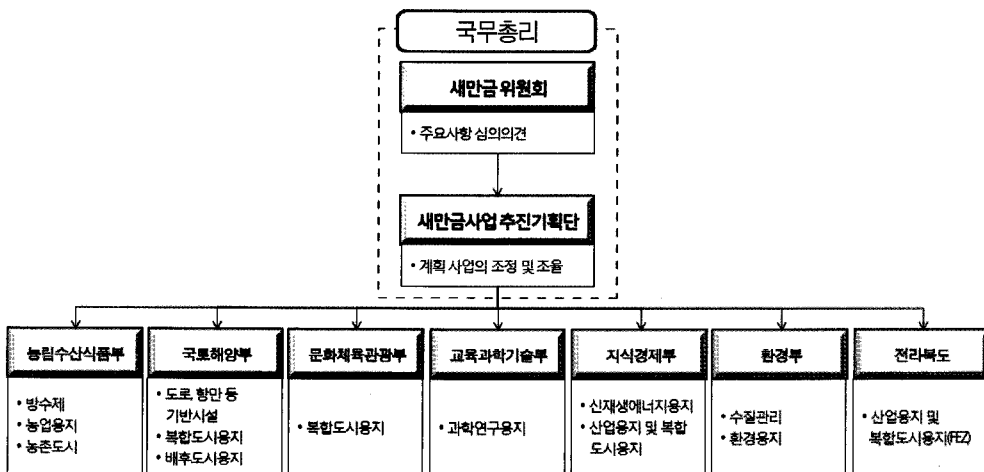 국무총리
새만금 위원회
• 주요사항 심의의견
새만금사업 추진기획단
• 계획 사업의 조정 및 조율
농림수산식품부
• 방수제
• 농업용지
• 농촌도시
국토해양부
• 도로, 항만 등
기반시설
• 복합도시용지
• 배후도시용지
문화체육관광부
• 복합도시용지
교육과학기술부
• 과학연구용지
지식경제부
• 신재생에너지용지
• 산업용지 및 복합
도시용지
환경부
• 수질관리
• 환경용지
전라북도
• 산업용지 및
복합도시용지(FEZ)